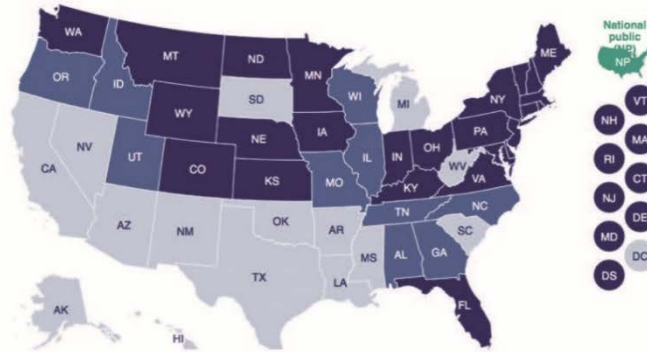 WA
MT
ND
MN
ME
OR
ID
SD
WI
MI
NY
WY
IA
PA
NE
NV
UT
CO
IL
IN
OH
WV
VA
CA
KS
MO
KY
NC
TN
AZ
NM
OK
AR
SC
MS
AL
GA
TX
LA
FL
AK
HI
National
public
(NP)
NP
VT
NH
MA
RI
CT
NJ
DE
MD
DC
DS